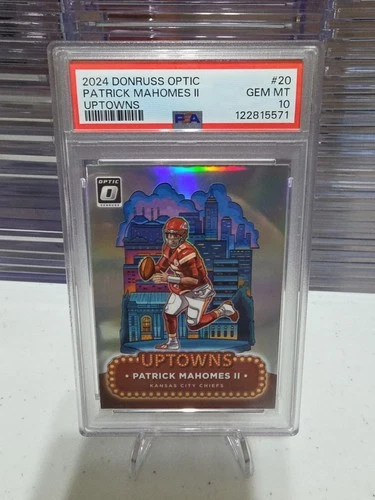 2024 DONRUSS OPTIC #20
PATRICK MAHOMES II GEM MT
UPTOWNS 10
PSA 122815571
OPTIC
UPTOWNS
• PATRICK MAHOMES II •
KANSAS CITY CHIEFS